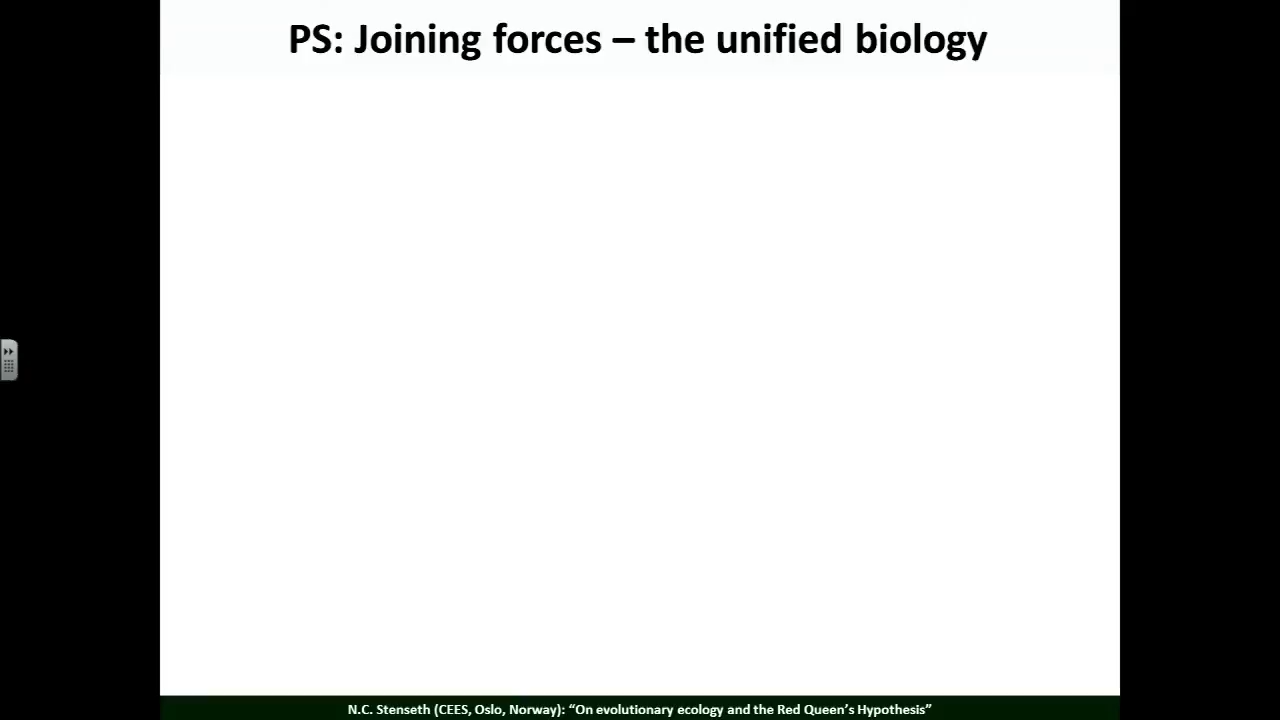 PS: Joining forces – the unified biology
N.C. Stenseth (CEES, Oslo, Norway): “On evolutionary ecology and the Red Queen’s Hypothesis”